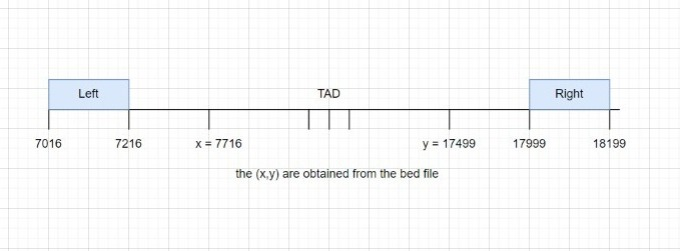 Left TAD Right
7016 7216 x = 7716 y = 17499 17999 18199
the (x,y) are obtained from the bed file